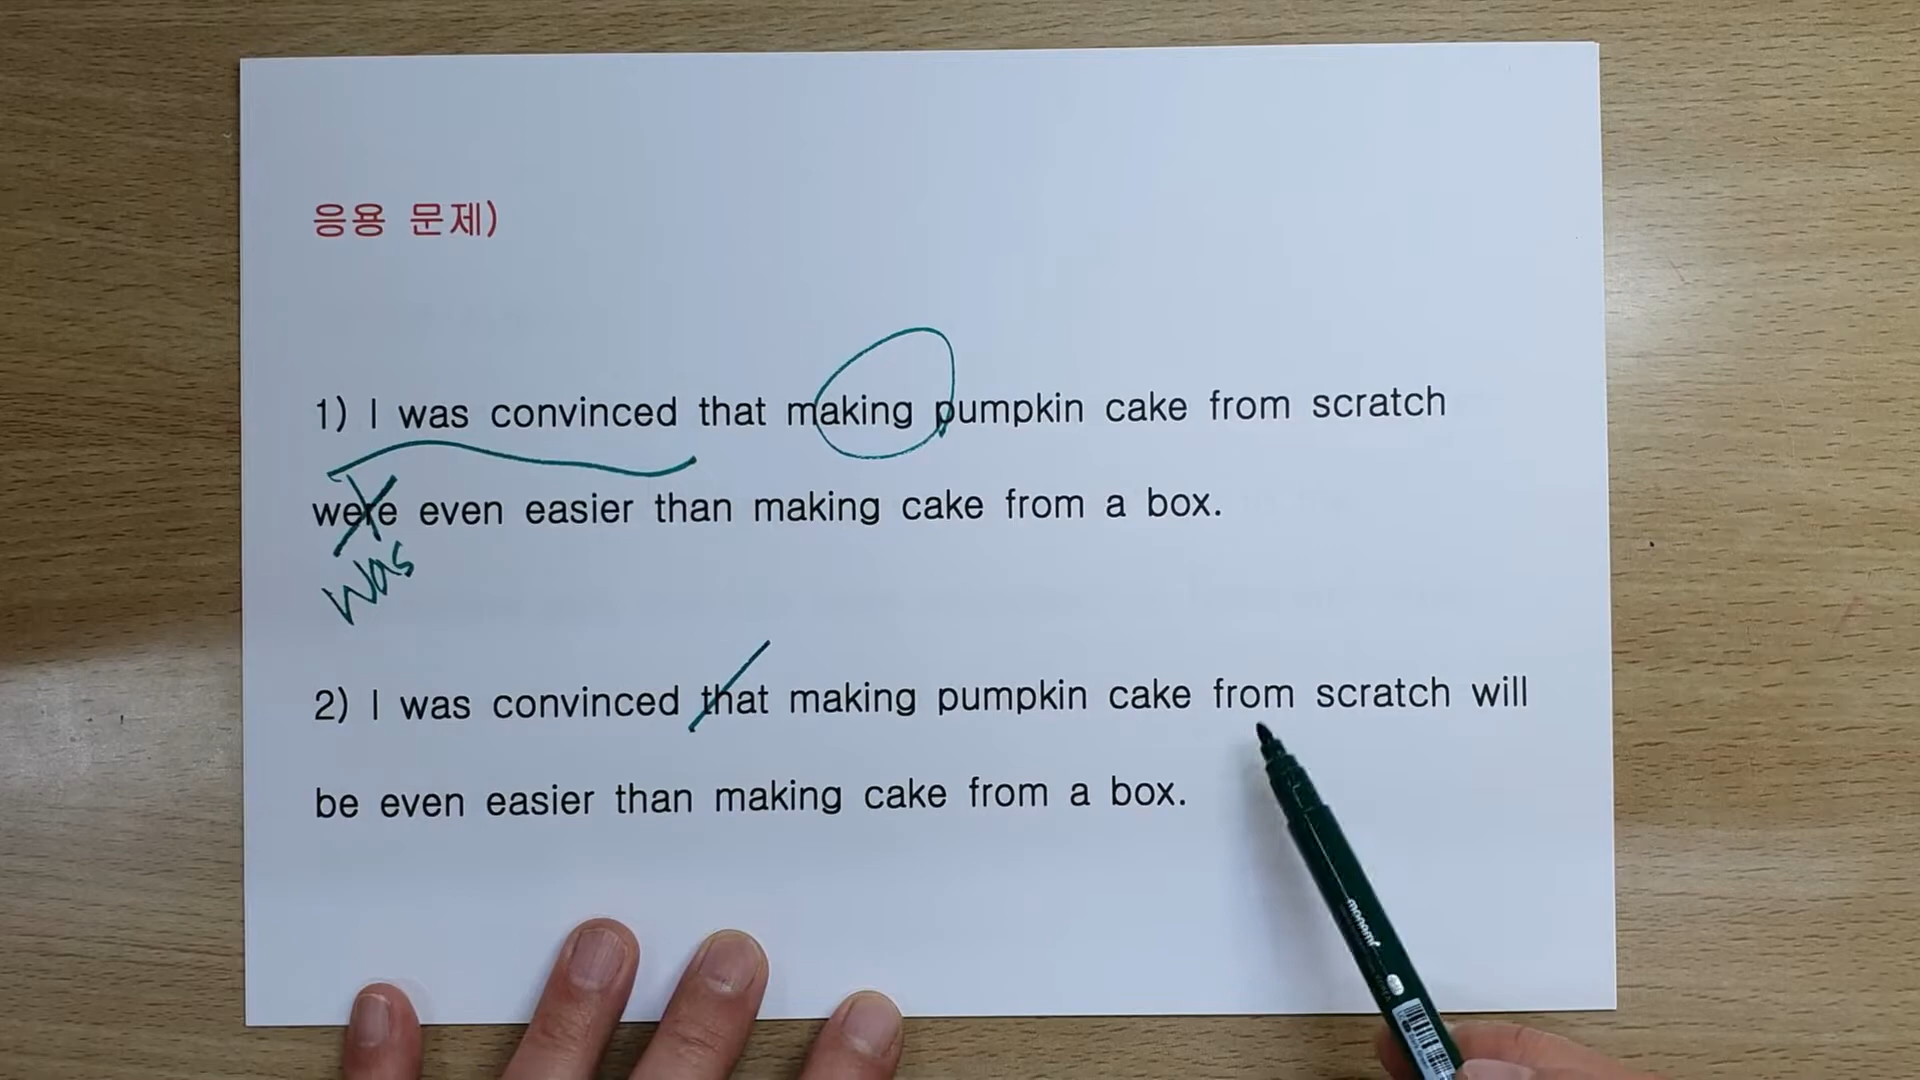 응용 문제)
1) I was convinced that making pumpkin cake from scratch
were even easier than making cake from a box.
was
2) I was convinced that making pumpkin cake from scratch will
be even easier than making cake from a box.
monami